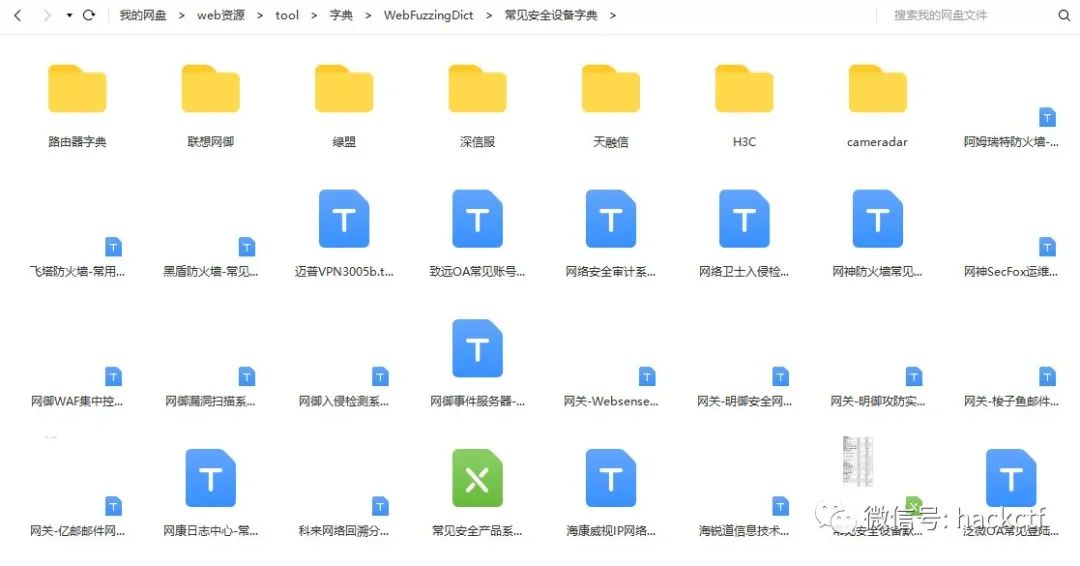 我的网盘 > web资源 > tool > 字典 > WebFuzzingDict > 常见安全设备字典 > 搜索我的网盘文件
路由器字典 联想网御 绿盟 深信服 天融信 H3C cameradar 阿姆瑞特防火墙-...
飞塔防火墙-常用... 黑盾防火墙-常见... 迈普VPN3005b.t... 致远OA常见账号... 网络安全审计系... 网络卫士入侵检... 网神防火墙常见... 网神SecFox运维...
网御WAF集中控... 网御漏洞扫描系... 网御入侵检测系... 网御事件服务器-... 网关-Websense... 网关-明御安全网... 网关-明御攻防实... 网关-梭子鱼邮件...
微信号: hackctf
网关-亿邮邮件网... 网康日志中心-常... 科来网络回溯分... 常见安全产品系... 海康威视IP网络... 海锐道信息技术... 常见安全设备默... 泛微OA常见登陆...